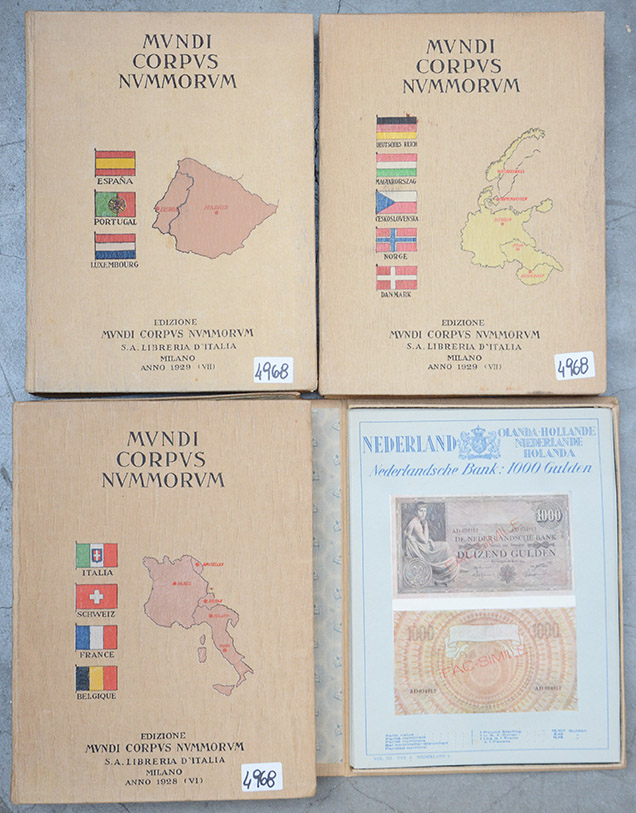 MVNDI
CORPVS
NVMMORVM
ESPAÑA
PORTUGAL
LUXEMBOURG
EDIZIONE
MVNDI CORPVS NVMMORVM
S.A. LIBRERIA D'ITALIA
MILANO
ANNO 1929 (VII)
4968
MVNDI
CORPVS
NVMMORVM
DEUTSCHES REICH
MAGYARORSZAG
ČESKOSLOVENSKA
NORGE
DANMARK
EDIZIONE
MVNDI CORPVS NVMMORVM
S.A. LIBRERIA D'ITALIA
MILANO
ANNO 1929 (VII)
4968
MVNDI
CORPVS
NVMMORVM
ITALIA
SCHWEIZ
FRANCE
BELGIQUE
EDIZIONE
MVNDI CORPVS NVMMORVM
S.A. LIBRERIA D'ITALIA
MILANO
ANNO 1928 (VI)
4968
NEDERLAND
OLANDA-HOLLANDE
NIEDERLANDE
HOLANDA
Nederlandsche Bank: 1000 Gulden
1000
DE NEDERLANDSCHE BANK
DUIZEND GULDEN
1000 1000
FAC-SIMILE